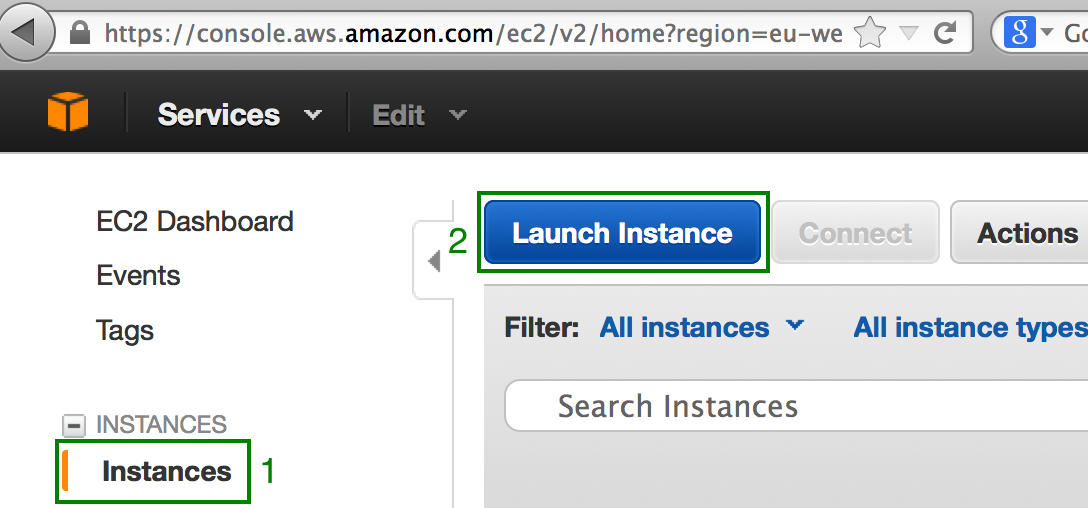 https://console.aws.amazon.com/ec2/v2/home?region=eu-we
g Go
Services Edit
EC2 Dashboard
Events
Tags
INSTANCES
Instances 1
2 Launch Instance Connect Actions
Filter: All instances All instance types
Search Instances